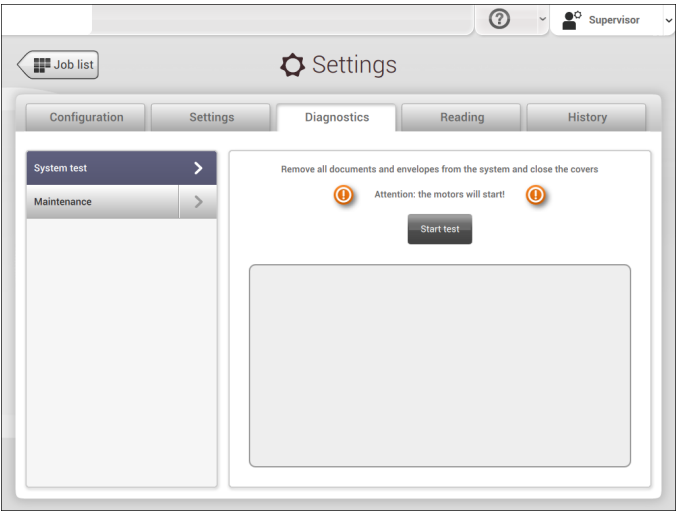 Supervisor
Job list
Settings
Configuration
Settings
Diagnostics
Reading
History
System test
Maintenance
Remove all documents and envelopes from the system and close the covers
Attention: the motors will start!
Start test